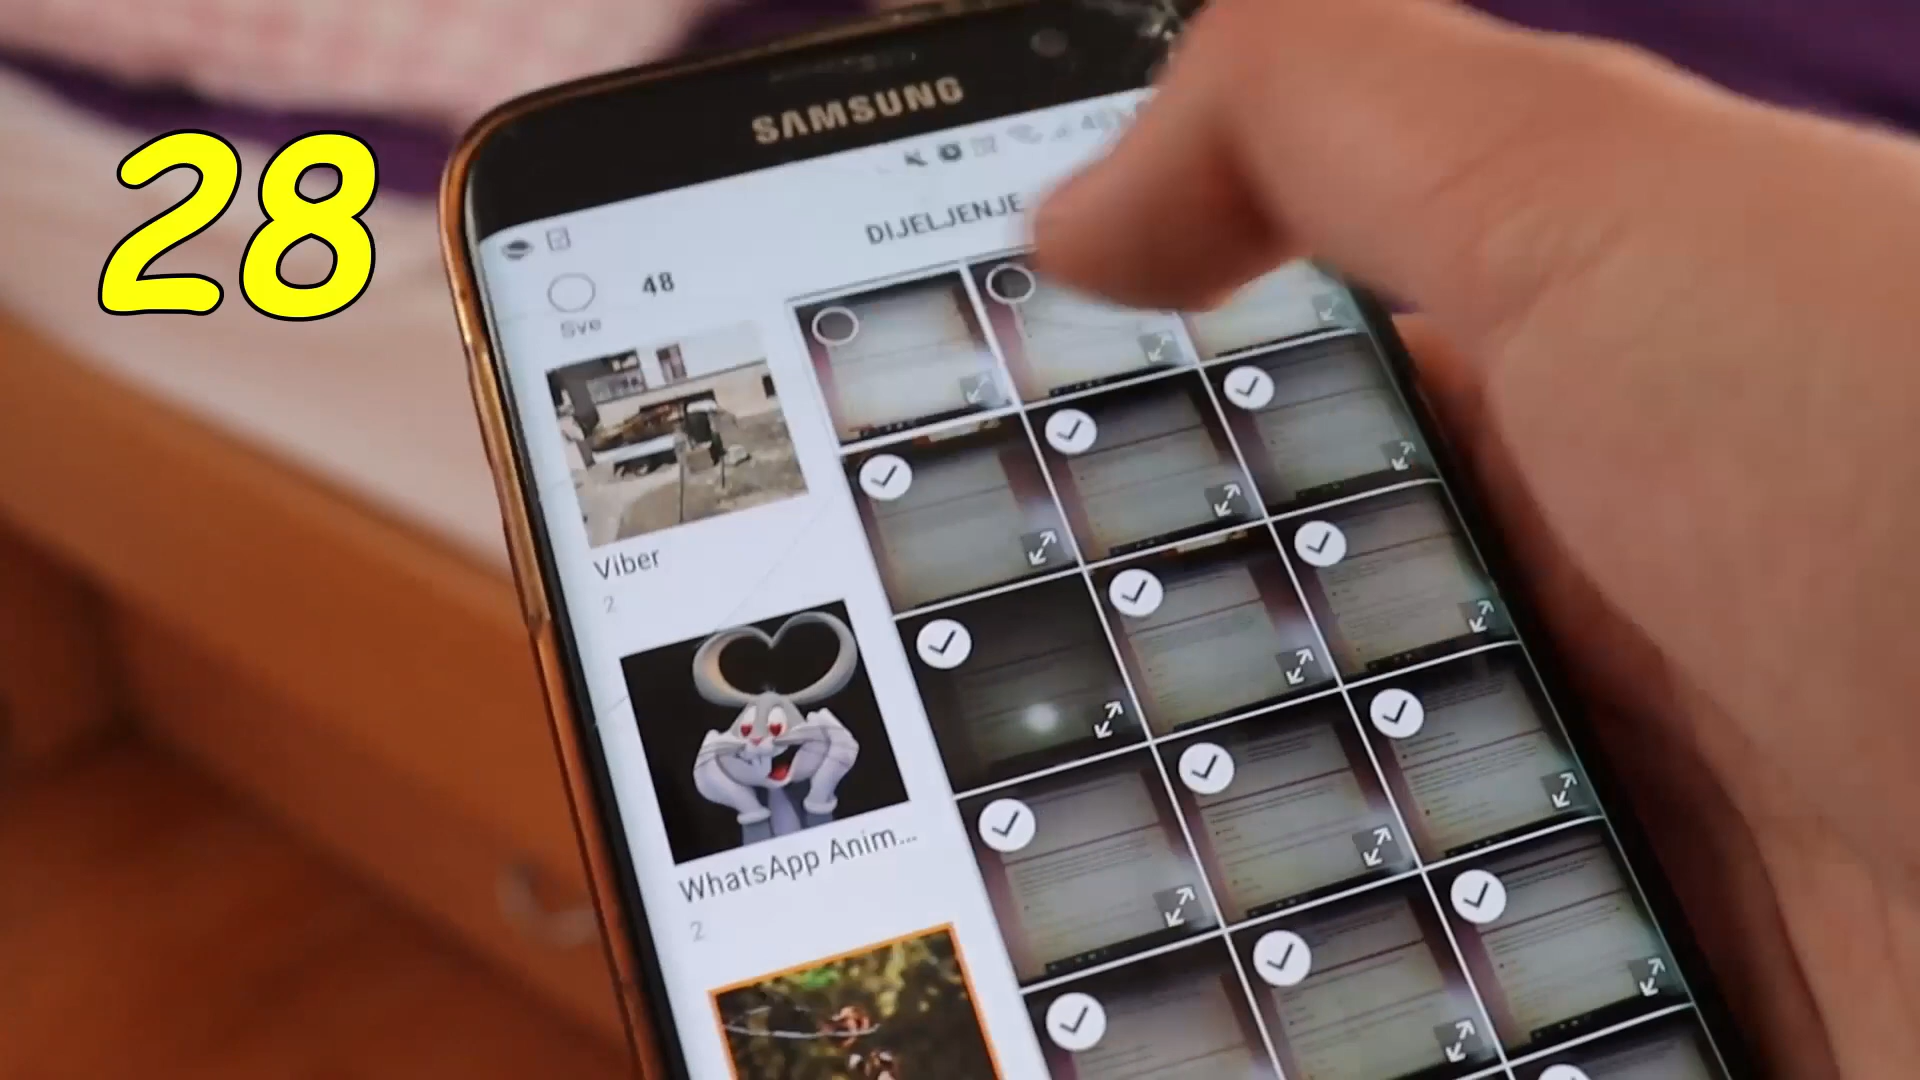 28
SAMSUNG
DIJELJENJE
48
Sve
Viber
2
WhatsApp Anim...
2